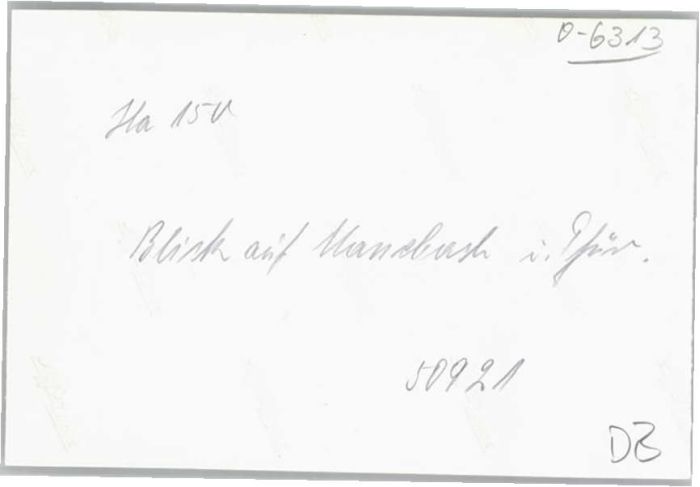 O-6313
Ha 15V
Blick auf Manebach i. Thür.
50921
DB